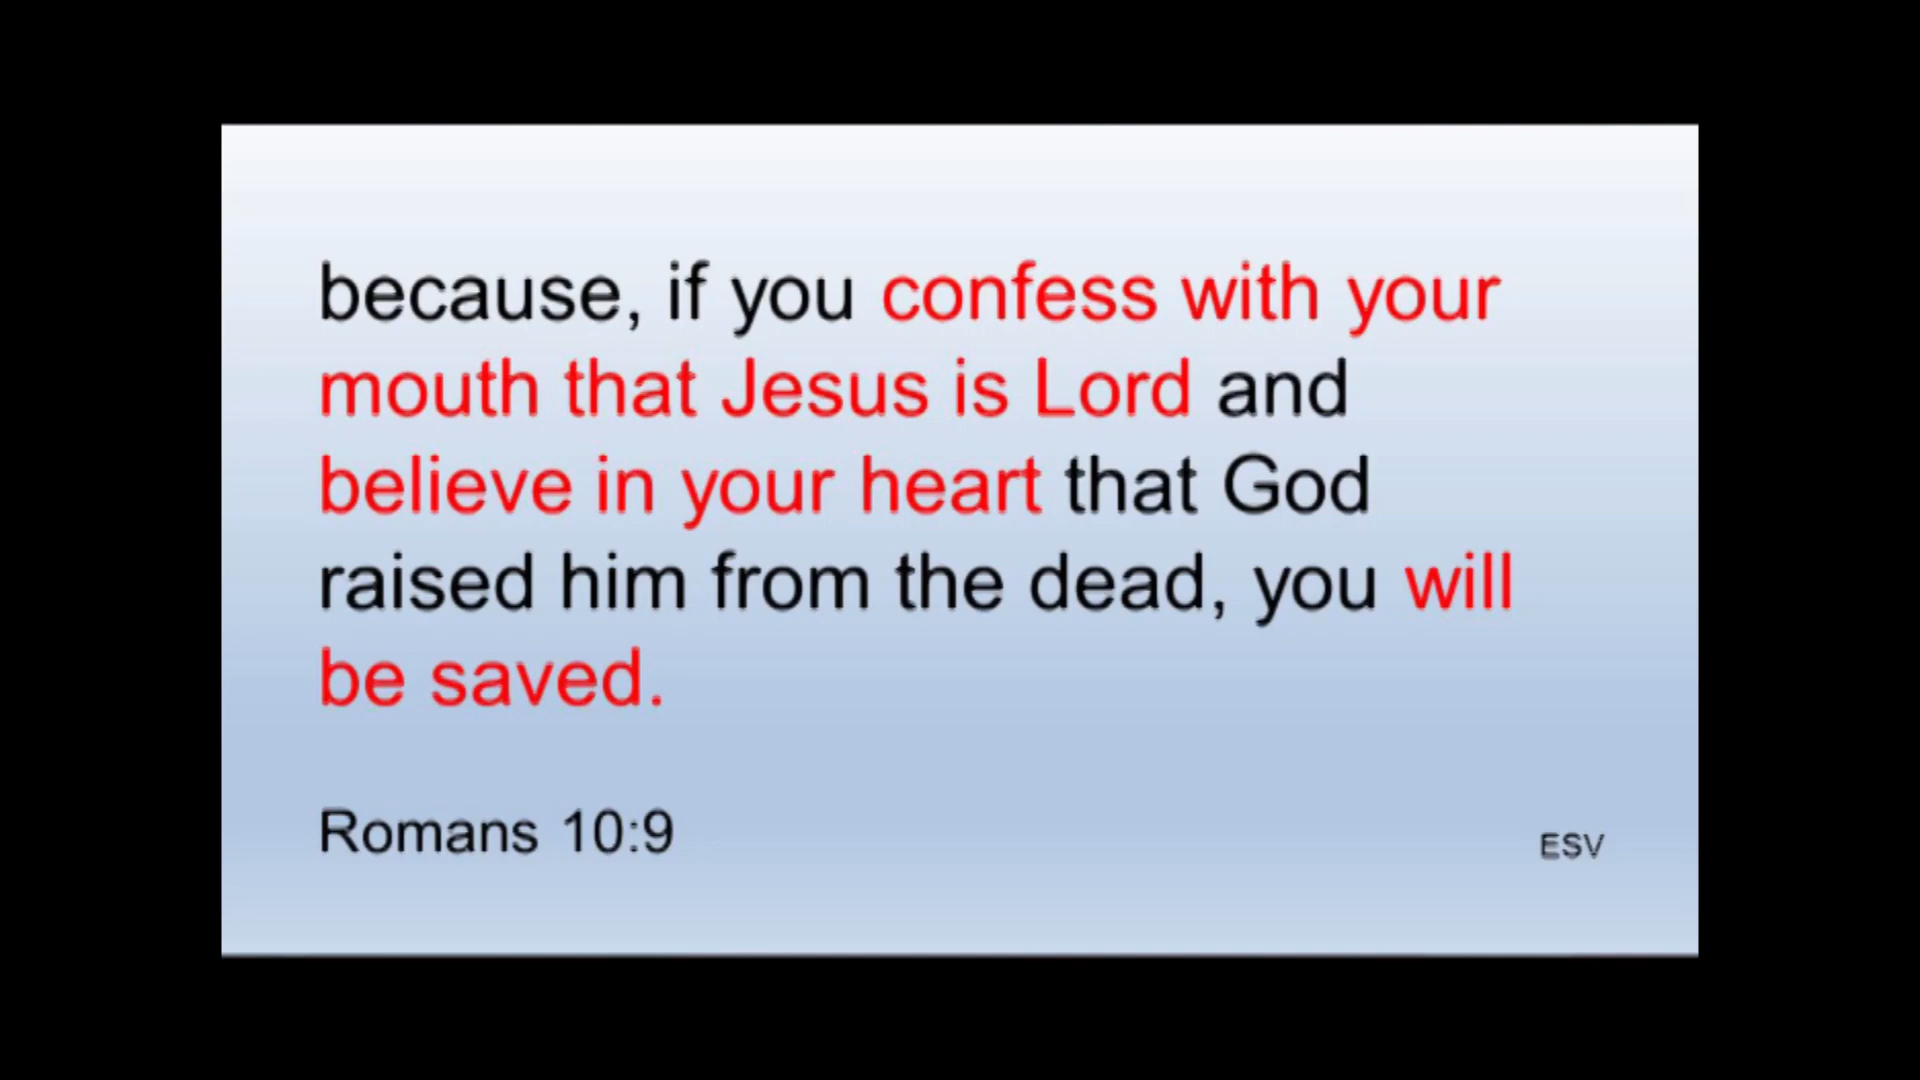 because, if you confess with your
mouth that Jesus is Lord and
believe in your heart that God
raised him from the dead, you will
be saved.
Romans 10:9
ESV